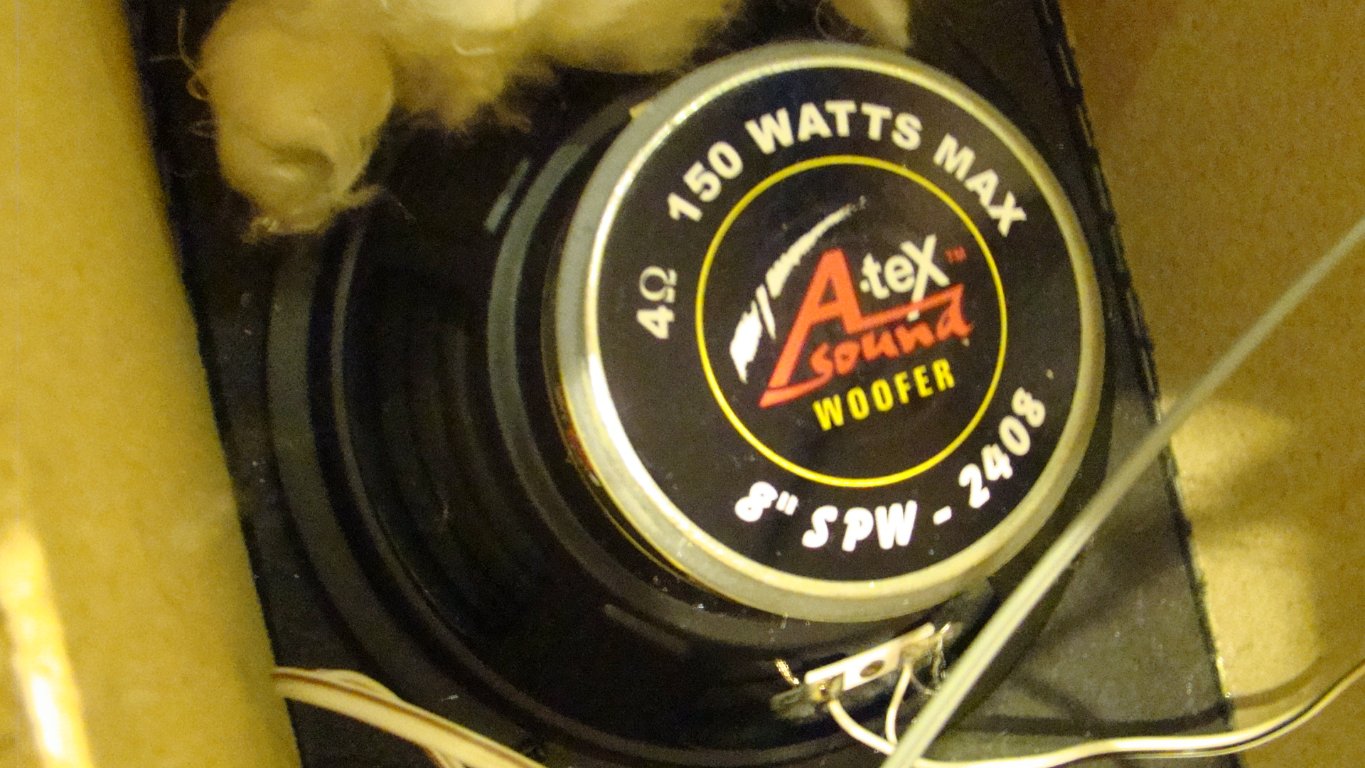 150 WATTS MAX
4Ω
A-teX™
sound
WOOFER
8" SPW - 2408